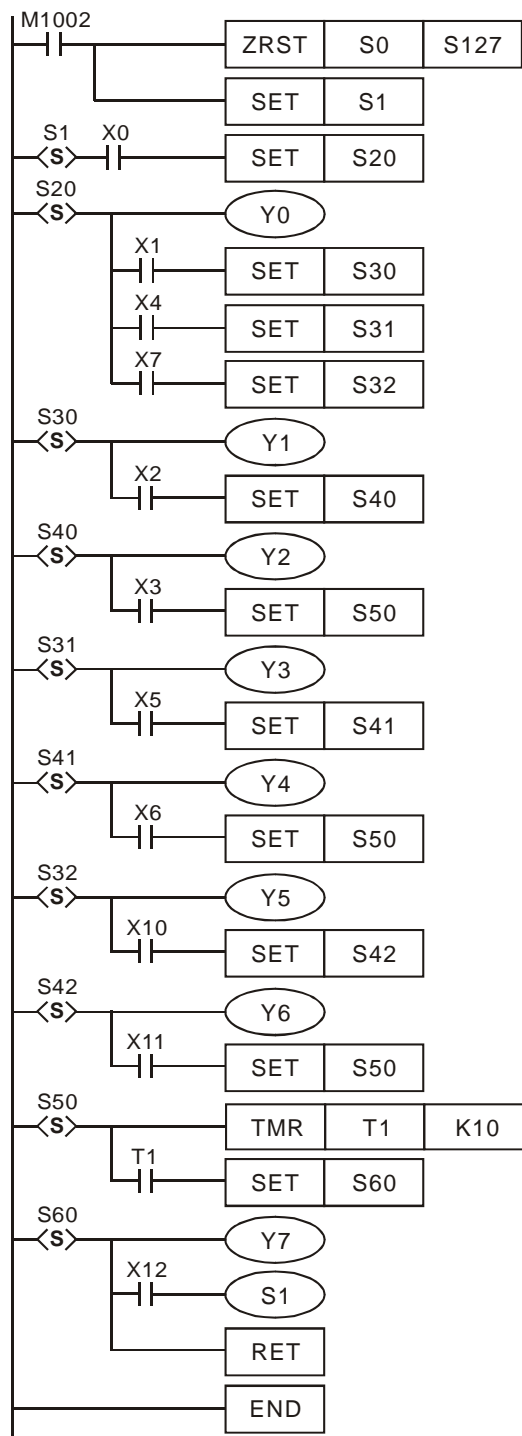 M1002
ZRST S0 S127
SET S1
S1 X0
S SET S20
S20
S Y0
X1
SET S30
X4
SET S31
X7
SET S32
S30
S Y1
X2
SET S40
S40
S Y2
X3
SET S50
S31
S Y3
X5
SET S41
S41
S Y4
X6
SET S50
S32
S Y5
X10
SET S42
S42
S Y6
X11
SET S50
S50
S TMR T1 K10
T1
SET S60
S60
S Y7
X12
S1
RET
END